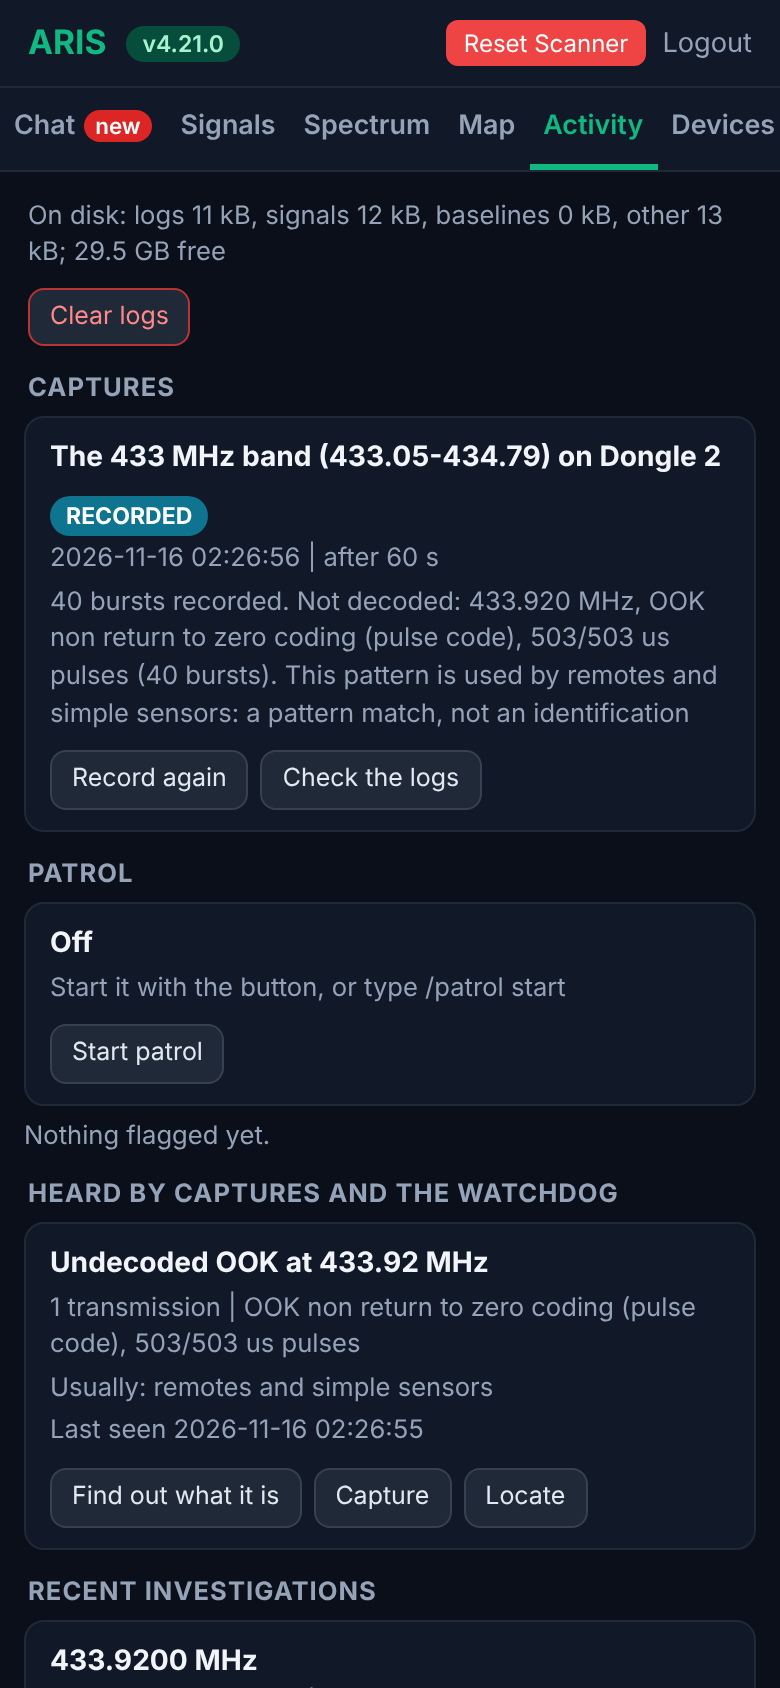 ARIS v4.21.0 Reset Scanner Logout
Chat new Signals Spectrum Map Activity Devices
On disk: logs 11 kB, signals 12 kB, baselines 0 kB, other 13
kB; 29.5 GB free
Clear logs
CAPTURES
The 433 MHz band (433.05-434.79) on Dongle 2
RECORDED
2026-11-16 02:26:56 | after 60 s
40 bursts recorded. Not decoded: 433.920 MHz, OOK
non return to zero coding (pulse code), 503/503 us
pulses (40 bursts). This pattern is used by remotes and
simple sensors: a pattern match, not an identification
Record again Check the logs
PATROL
Off
Start it with the button, or type /patrol start
Start patrol
Nothing flagged yet.
HEARD BY CAPTURES AND THE WATCHDOG
Undecoded OOK at 433.92 MHz
1 transmission | OOK non return to zero coding (pulse
code), 503/503 us pulses
Usually: remotes and simple sensors
Last seen 2026-11-16 02:26:55
Find out what it is Capture Locate
RECENT INVESTIGATIONS
433.9200 MHz